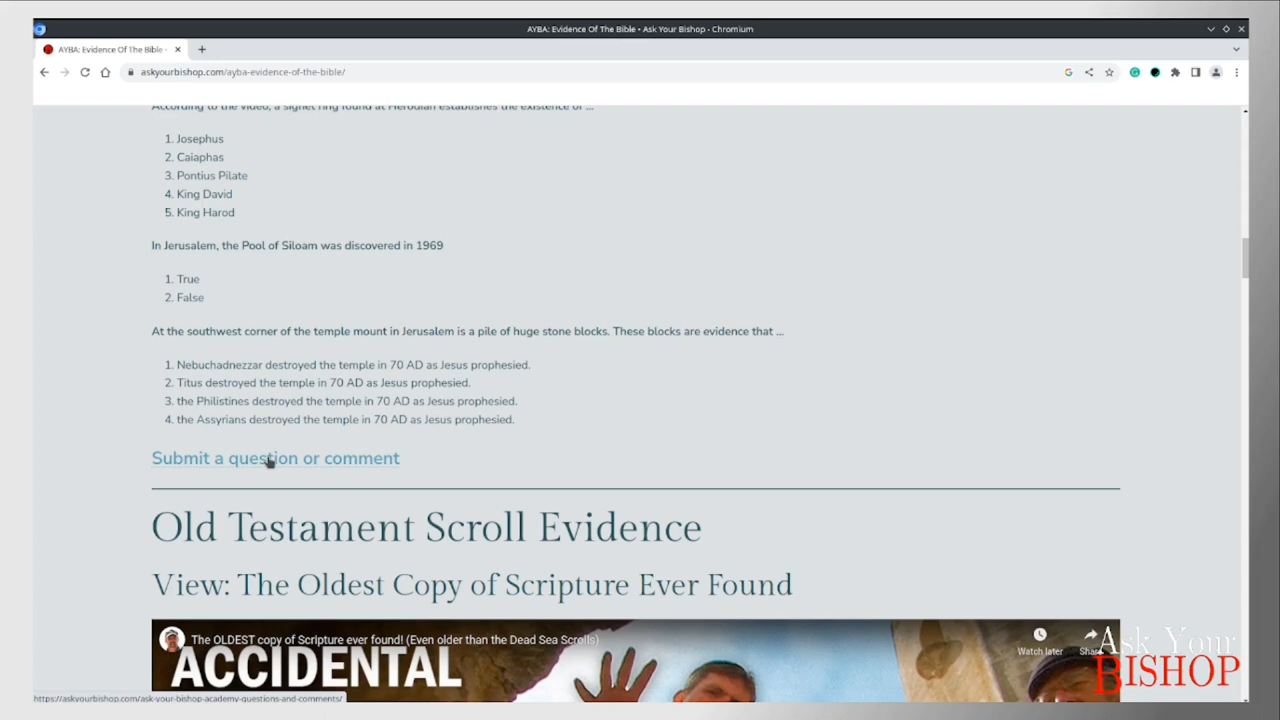 AYBA: Evidence Of The Bible • Ask Your Bishop - Chromium
AYBA: Evidence Of The Bible -
askyourbishop.com/ayba-evidence-of-the-bible/
According to the video, a signet ring found at Herodian establishes the existence of ...
1. Josephus
2. Caiaphas
3. Pontius Pilate
4. King David
5. King Harod
In Jerusalem, the Pool of Siloam was discovered in 1969
1. True
2. False
At the southwest corner of the temple mount in Jerusalem is a pile of huge stone blocks. These blocks are evidence that ...
1. Nebuchadnezzar destroyed the temple in 70 AD as Jesus prophesied.
2. Titus destroyed the temple in 70 AD as Jesus prophesied.
3. the Philistines destroyed the temple in 70 AD as Jesus prophesied.
4. the Assyrians destroyed the temple in 70 AD as Jesus prophesied.
Submit a question or comment
Old Testament Scroll Evidence
View: The Oldest Copy of Scripture Ever Found
The OLDEST copy of Scripture ever found! (Even older than the Dead Sea Scrolls)
ACCIDENTAL
Watch later
Ask Your
BISHOP
https://askyourbishop.com/ask-your-bishop-academy-questions-and-comments/